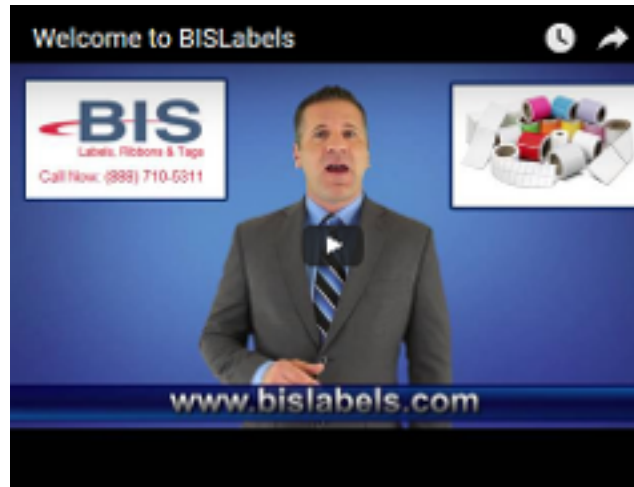 Welcome to BISLabels
BIS
Labels, Ribbons & Tags
Call Now: (888) 710-5311
www.bislabels.com